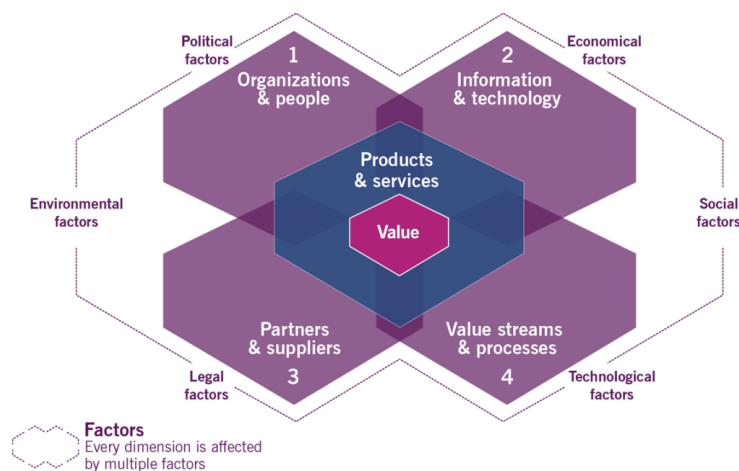 Political
factors
Economical
factors
1
Organizations
& people
2
Information
& technology
Products
& services
Environmental
factors
Value
Social
factors
Partners
& suppliers
3
Value streams
& processes
4
Legal
factors
Technological
factors
Factors
Every dimension is affected
by multiple factors